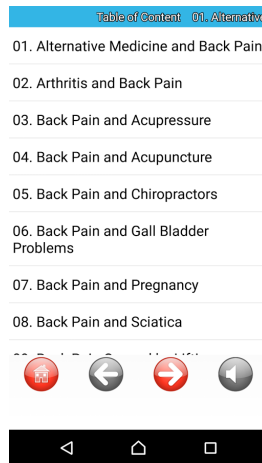 Table of Content 01. Alternative
01. Alternative Medicine and Back Pain
02. Arthritis and Back Pain
03. Back Pain and Acupressure
04. Back Pain and Acupuncture
05. Back Pain and Chiropractors
06. Back Pain and Gall Bladder
Problems
07. Back Pain and Pregnancy
08. Back Pain and Sciatica